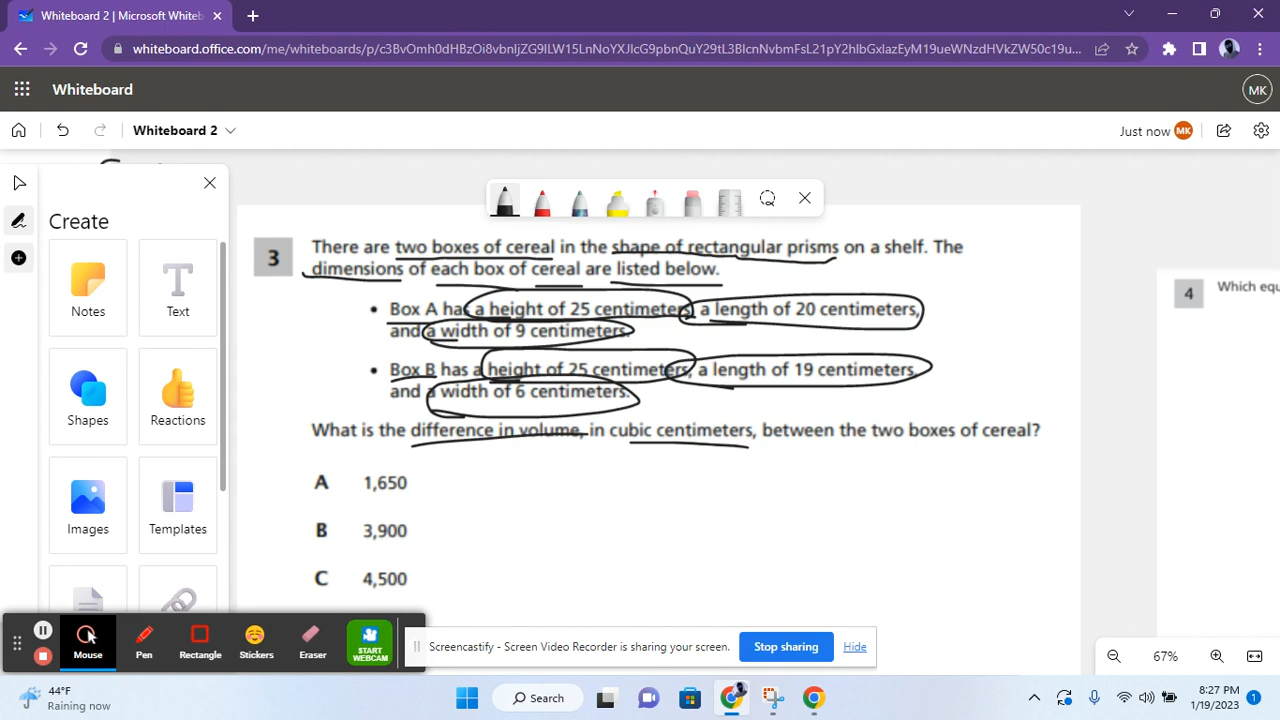 Whiteboard 2 | Microsoft Whiteb
whiteboard.office.com/me/whiteboards/p/
Whiteboard
MK
Whiteboard 2
Just now MK
Create
Notes
Text
Shapes
Reactions
Images
Templates
3 There are two boxes of cereal in the shape of rectangular prisms on a shelf. The
dimensions of each box of cereal are listed below.
• Box A has a height of 25 centimeters, a length of 20 centimeters,
and a width of 9 centimeters.
• Box B has a height of 25 centimeters, a length of 19 centimeters,
and a width of 6 centimeters.
What is the difference in volume, in cubic centimeters, between the two boxes of cereal?
A 1,650
B 3,900
C 4,500
4 Which equ
Mouse
Pen
Rectangle
Stickers
Eraser
START
WEBCAM
Screencastify - Screen Video Recorder is sharing your screen.
Stop sharing
Hide
67%
44°F
Raining now
Search
8:27 PM
1/19/2023
1